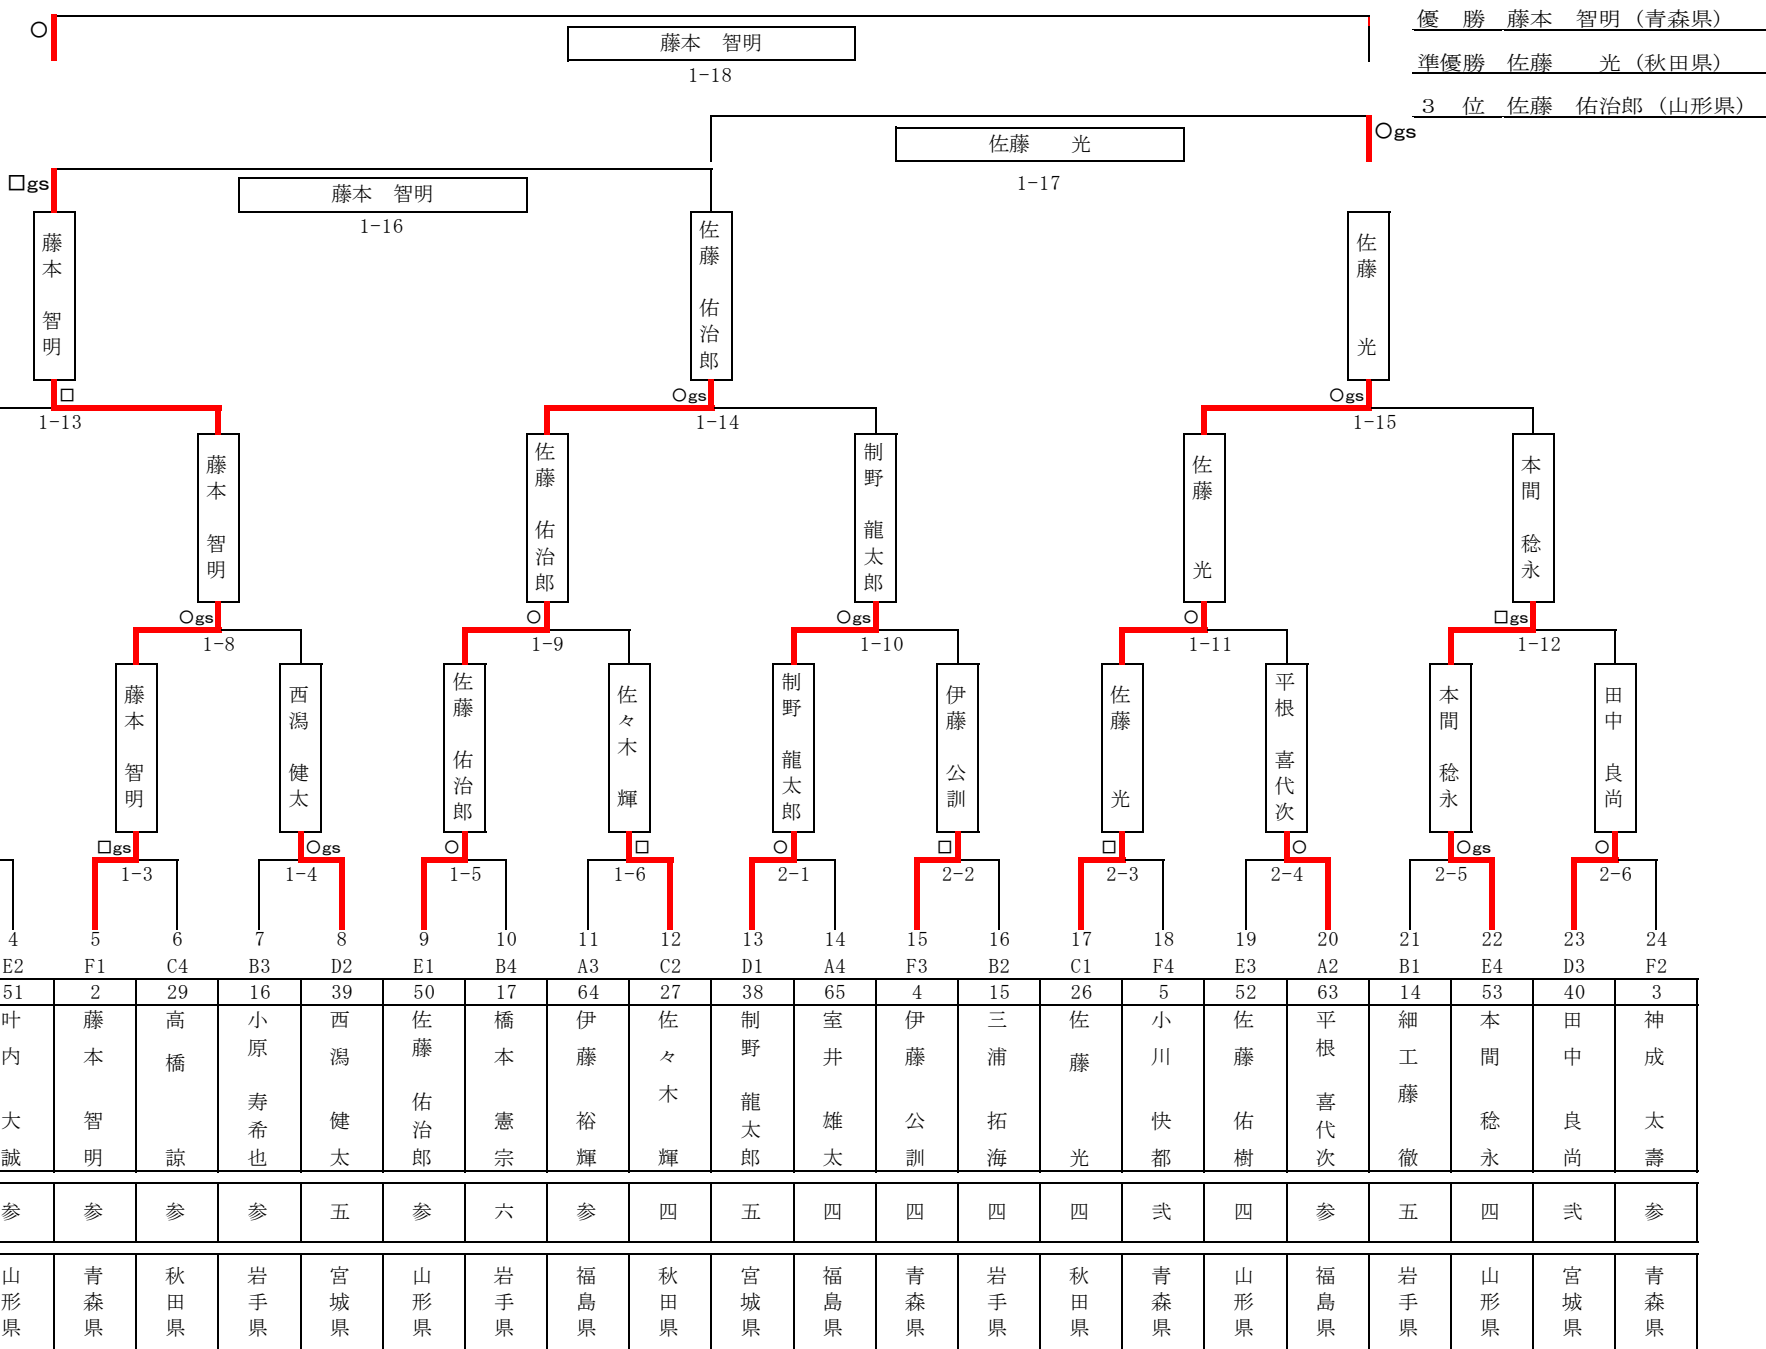 ○
藤本　智明
1-18
優　勝　藤本　智明（青森県）
準優勝　佐藤　　光（秋田県）
３　位　佐藤　佑治郎（山形県）
佐藤　　光
○gs
1-17
□gs
藤本　智明
1-16
藤本　智明
佐藤　佑治郎
佐藤　　光
□
○gs
○gs
1-13
1-14
1-15
藤本　智明
佐藤　佑治郎
制野　龍太郎
佐藤　　光
本間　稔永
○gs
○
○gs
○
□gs
1-8
1-9
1-10
1-11
1-12
藤本　智明
西潟　健太
佐藤　佑治郎
佐々木　輝
制野　龍太郎
伊藤　公訓
佐藤　　光
平根　喜代次
本間　稔永
田中　良尚
□gs
○gs
○
□
○
□
□
○
○gs
○
1-3
1-4
1-5
1-6
2-1
2-2
2-3
2-4
2-5
2-6
4 5 6 7 8 9 10 11 12 13 14 15 16 17 18 19 20 21 22 23 24
E2 F1 C4 B3 D2 E1 B4 A3 C2 D1 A4 F3 B2 C1 F4 E3 A2 B1 E4 D3 F2
51 2 29 16 39 50 17 64 27 38 65 4 15 26 5 52 63 14 53 40 3
叶内　大誠
藤本　智明
高橋　　諒
小原　寿希也
西潟　健太
佐藤　佑治郎
橋本　憲宗
伊藤　裕輝
佐々木　輝
制野　龍太郎
室井　雄太
伊藤　公訓
三浦　拓海
佐藤　　光
小川　快都
佐藤　佑樹
平根　喜代次
細工藤　徹
本間　稔永
田中　良尚
神成　太壽
参 参 参 参 五 参 六 参 四 五 四 四 四 四 弐 四 参 五 四 弐 参
山形県 青森県 秋田県 岩手県 宮城県 山形県 岩手県 福島県 秋田県 宮城県 福島県 青森県 岩手県 秋田県 青森県 山形県 福島県 岩手県 山形県 宮城県 青森県